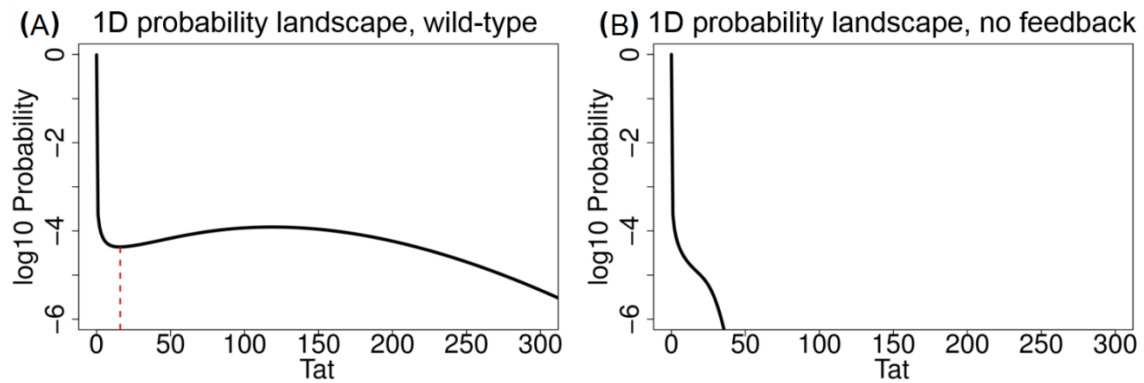 (A) 1D probability landscape, wild-type
0
−2
−4
−6
log10 Probability
0 50 100 150 200 250 300
Tat
(B) 1D probability landscape, no feedback
0
−2
−4
−6
log10 Probability
0 50 100 150 200 250 300
Tat